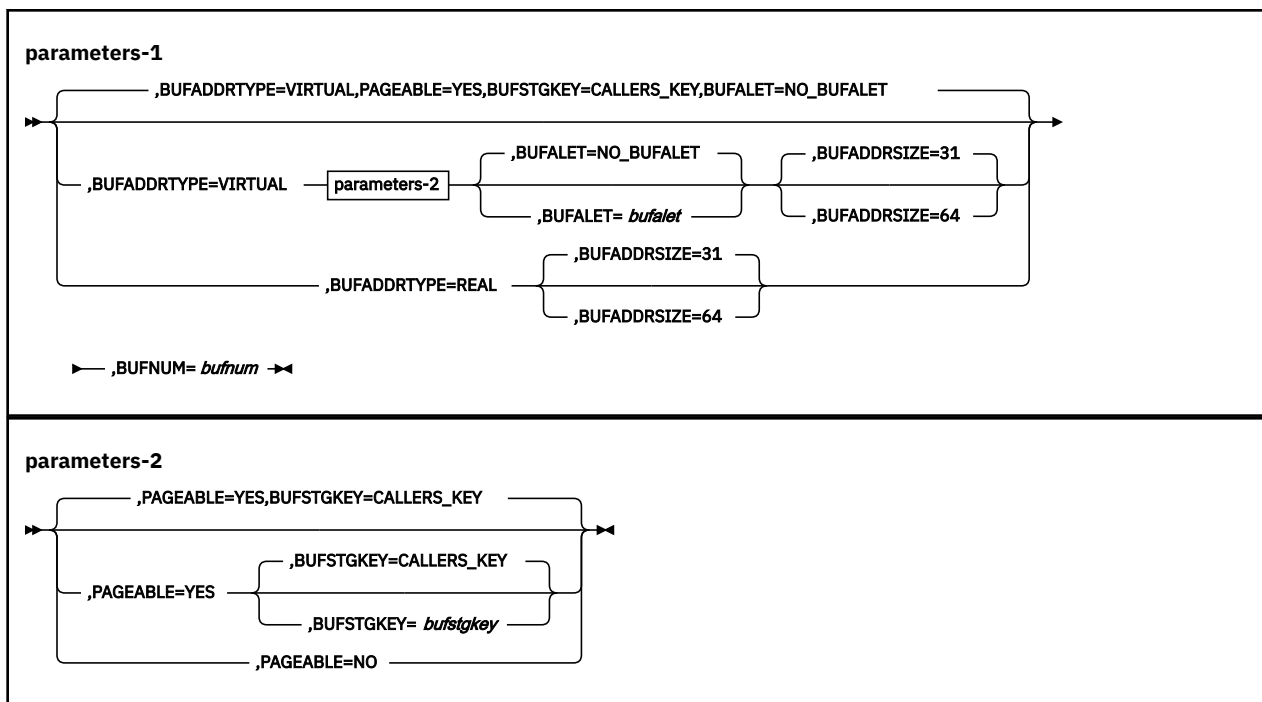 parameters-1
,BUFADDRTYPE=VIRTUAL,PAGEABLE=YES,BUFSTGKEY=CALLERS_KEY,BUFALET=NO_BUFALET
,BUFALET=NO_BUFALET ,BUFADDRSIZE=31
,BUFADDRTYPE=VIRTUAL parameters-2
,BUFALET= bufalet ,BUFADDRSIZE=64
,BUFADDRSIZE=31
,BUFADDRTYPE=REAL
,BUFADDRSIZE=64
,BUFNUM= bufnum
parameters-2
,PAGEABLE=YES,BUFSTGKEY=CALLERS_KEY
,BUFSTGKEY=CALLERS_KEY
,PAGEABLE=YES
,BUFSTGKEY= bufstgkey
,PAGEABLE=NO